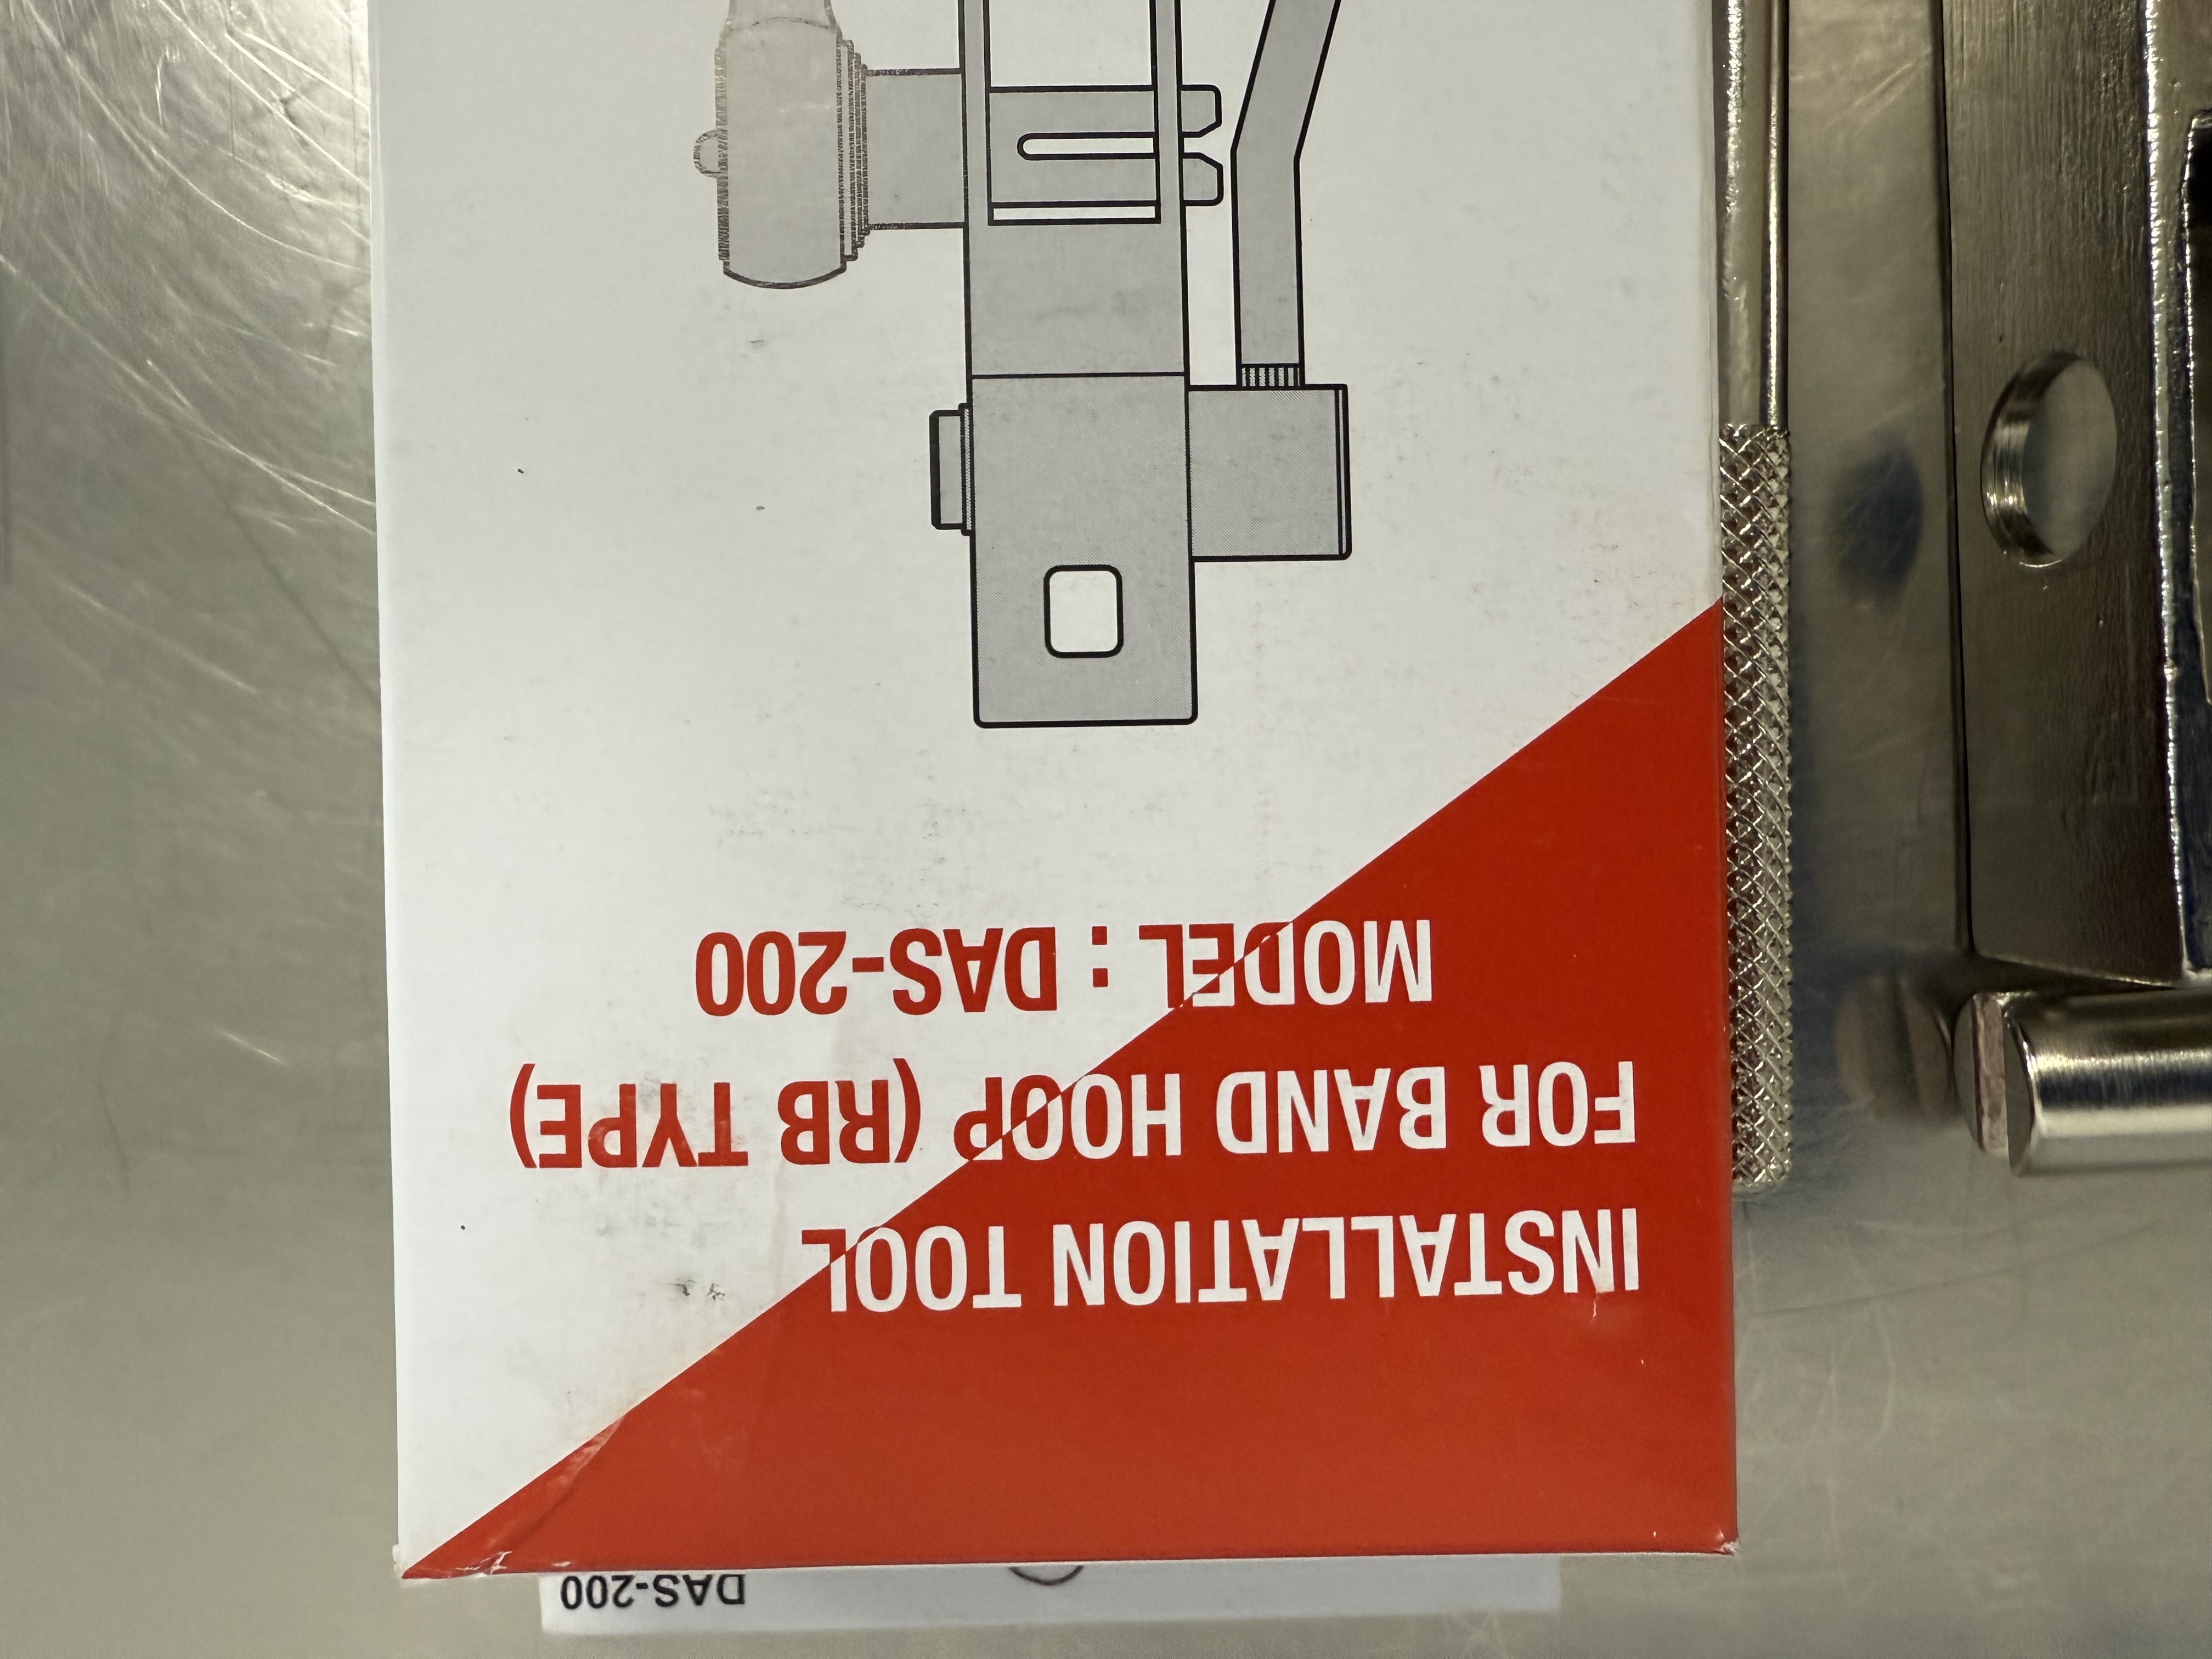 INSTALLATION TOOL
FOR BAND HOOP (RB TYPE)
MODEL : DAS-200
DAS-200